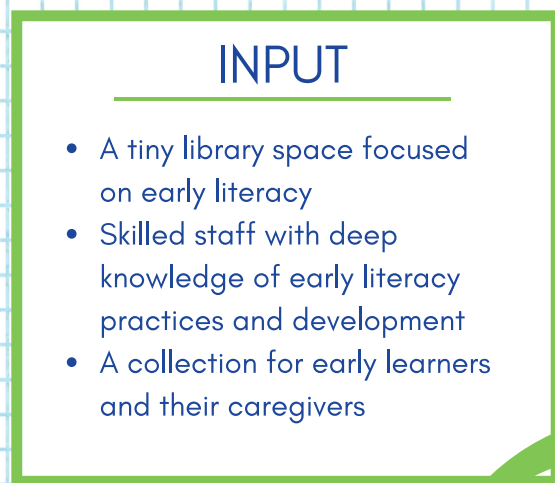 INPUT
• A tiny library space focused
on early literacy
• Skilled staff with deep
knowledge of early literacy
practices and development
• A collection for early learners
and their caregivers